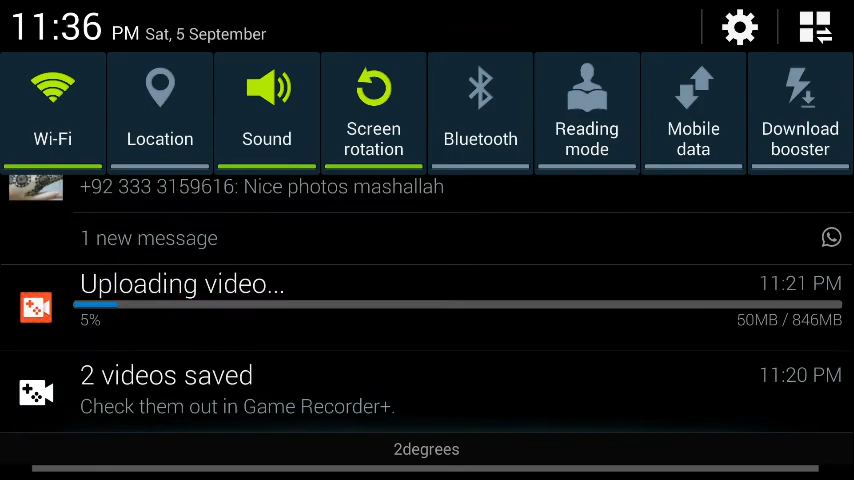 11:36 PM Sat, 5 September
Wi-Fi
Location
Sound
Screen
rotation
Bluetooth
Reading
mode
Mobile
data
Download
booster
+92 333 3159616: Nice photos mashallah
1 new message
Uploading video... 11:21 PM
5% 50MB / 846MB
2 videos saved 11:20 PM
Check them out in Game Recorder+.
2degrees